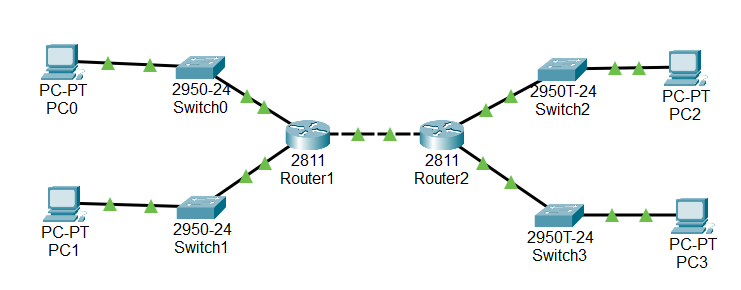 PC-PT
PC0
2950-24
Switch0
2811
Router1
PC-PT
PC1
2950-24
Switch1
2811
Router2
2950T-24
Switch2
PC-PT
PC2
2950T-24
Switch3
PC-PT
PC3